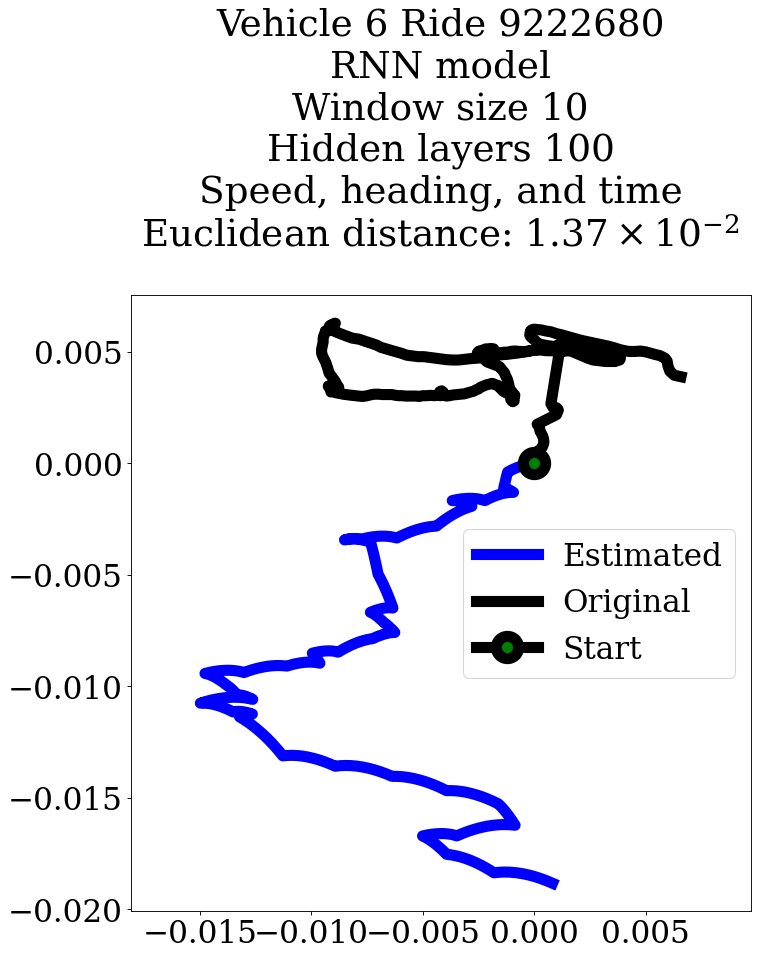 Vehicle 6 Ride 9222680
RNN model
Window size 10
Hidden layers 100
Speed, heading, and time
Euclidean distance: 1.37 × 10⁻²
0.005
0.000
−0.005
−0.010
−0.015
−0.020
Estimated
Original
Start
−0.015 −0.010 −0.005 0.000 0.005